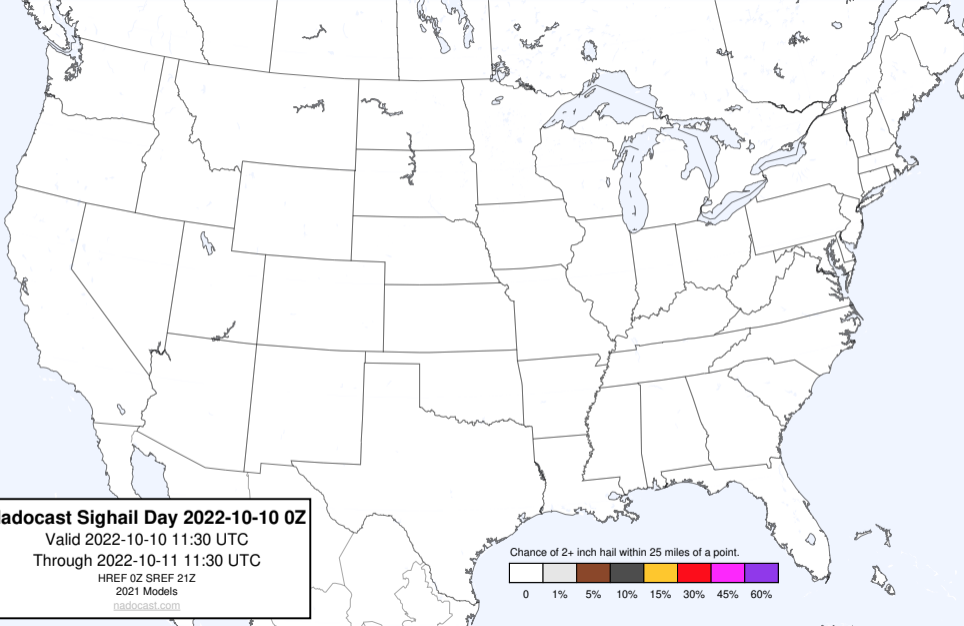 adocast Sighail Day 2022-10-10 0Z
Valid 2022-10-10 11:30 UTC
Through 2022-10-11 11:30 UTC
HREF 0Z SREF 21Z
2021 Models
nadocast.com
Chance of 2+ inch hail within 25 miles of a point.
0 1% 5% 10% 15% 30% 45% 60%